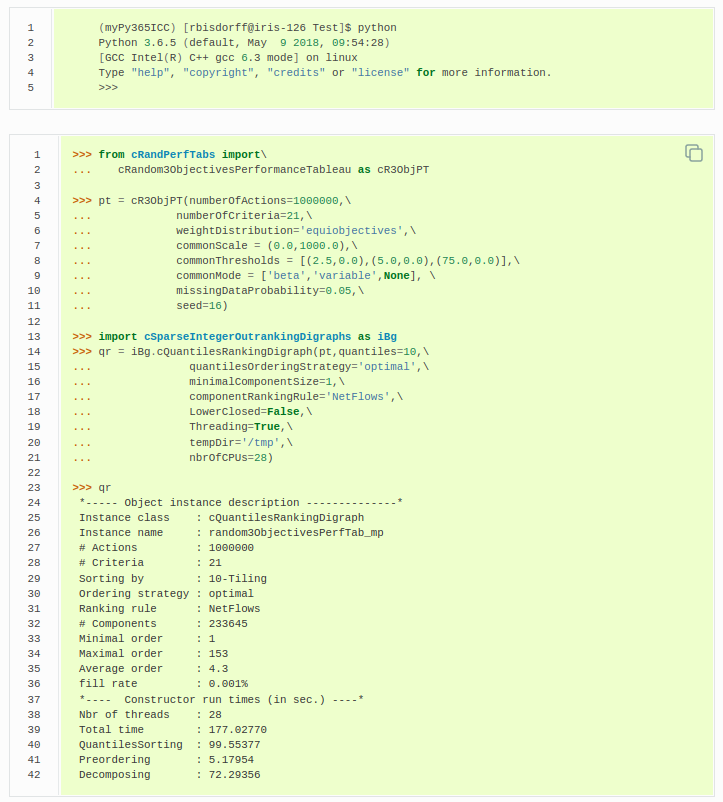 1 (myPy365ICC) [rbisdorff@iris-126 Test]$ python
2 Python 3.6.5 (default, May  9 2018, 09:54:28)
3 [GCC Intel(R) C++ gcc 6.3 mode] on linux
4 Type "help", "copyright", "credits" or "license" for more information.
5 >>>
1 >>> from cRandPerfTabs import\
2 ...    cRandom3ObjectivesPerformanceTableau as cR3ObjPT
3
4 >>> pt = cR3ObjPT(numberOfActions=1000000,\
5 ...             numberOfCriteria=21,\
6 ...             weightDistribution='equiobjectives',\
7 ...             commonScale = (0.0,1000.0),\
8 ...             commonThresholds = [(2.5,0.0),(5.0,0.0),(75.0,0.0)],\
9 ...             commonMode = ['beta','variable',None], \
10 ...             missingDataProbability=0.05,\
11 ...             seed=16)
12
13 >>> import cSparseIntegerOutrankingDigraphs as iBg
14 >>> qr = iBg.cQuantilesRankingDigraph(pt,quantiles=10,\
15 ...               quantilesOrderingStrategy='optimal',\
16 ...               minimalComponentSize=1,\
17 ...               componentRankingRule='NetFlows',\
18 ...               LowerClosed=False,\
19 ...               Threading=True,\
20 ...               tempDir='/tmp',\
21 ...               nbrOfCPUs=28)
22
23 >>> qr
24  *----- Object instance description --------------*
25  Instance class    : cQuantilesRankingDigraph
26  Instance name     : random3ObjectivesPerfTab_mp
27  # Actions         : 1000000
28  # Criteria        : 21
29  Sorting by        : 10-Tiling
30  Ordering strategy : optimal
31  Ranking rule      : NetFlows
32  # Components      : 233645
33  Minimal order     : 1
34  Maximal order     : 153
35  Average order     : 4.3
36  fill rate         : 0.001%
37  *----  Constructor run times (in sec.) ----*
38  Nbr of threads    : 28
39  Total time        : 177.02770
40  QuantilesSorting  : 99.55377
41  Preordering       : 5.17954
42  Decomposing       : 72.29356